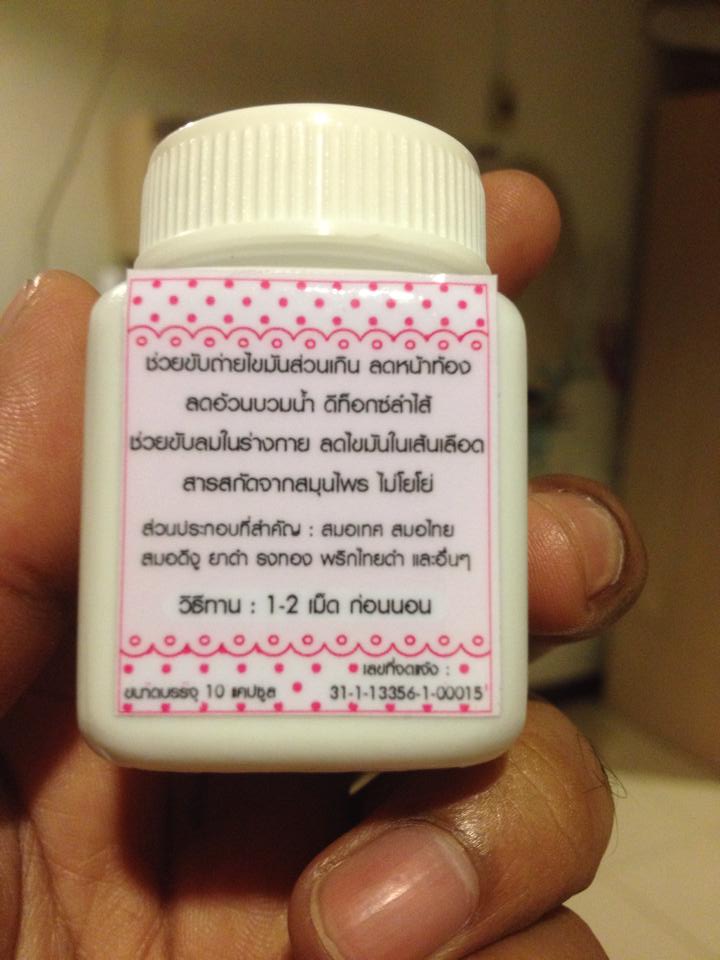 ช่วยขับถ่ายไขมันส่วนเกิน ลดหน้าท้อง
ลดอ้วนบวมน้ำ ดิท็อกซ์ลำไส้
ช่วยขับลมในร่างกาย ลดไขมันในเส้นเลือด
สารสกัดจากสมุนไพร ไม่โยโย่
ส่วนประกอบที่สำคัญ : สมอเทศ สมอไทย
สมอดีงู ยาดำ รงทอง พริกไทยดำ และอื่นๆ
วิธีทาน : 1-2 เม็ด ก่อนนอน
เลขที่จดแจ้ง :
ขนาดบรรจุ 10 แคปซูล 31-1-13356-1-00015